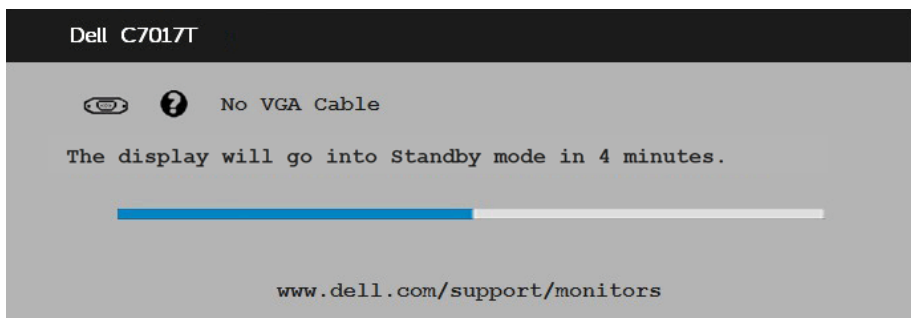 Dell C7017T
No VGA Cable
The display will go into Standby mode in 4 minutes.
www.dell.com/support/monitors